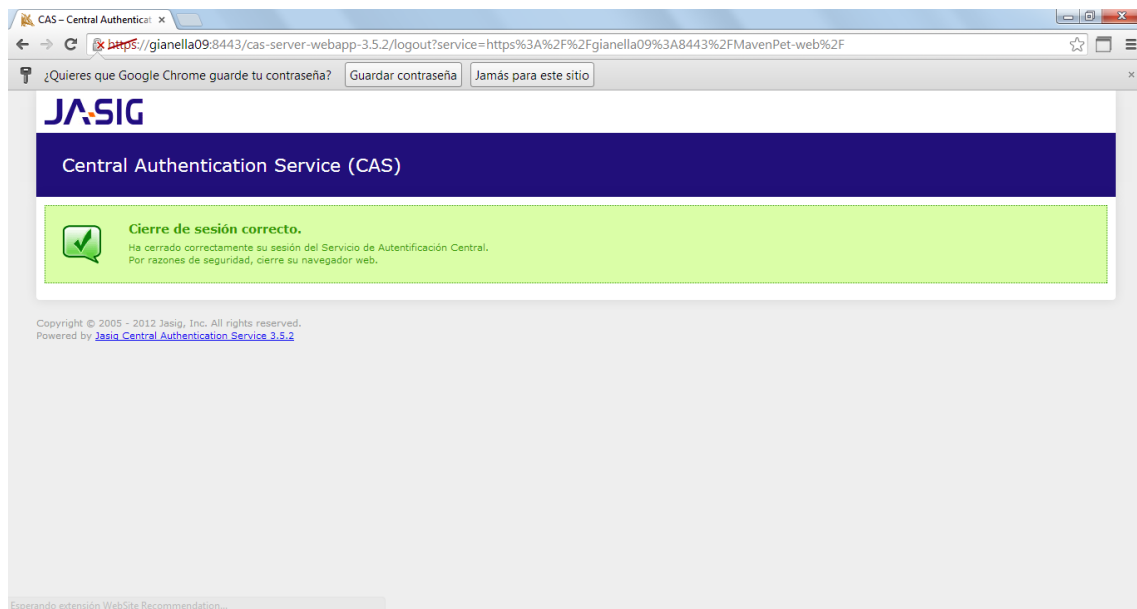 CAS – Central Authenticat
https://gianella09:8443/cas-server-webapp-3.5.2/logout?service=https%3A%2F%2Fgianella09%3A8443%2FMavenPet-web%2F
¿Quieres que Google Chrome guarde tu contraseña? Guardar contraseña Jamás para este sitio
JASIG
Central Authentication Service (CAS)
Cierre de sesión correcto.
Ha cerrado correctamente su sesión del Servicio de Autentificación Central.
Por razones de seguridad, cierre su navegador web.
Copyright © 2005 - 2012 Jasig, Inc. All rights reserved.
Powered by Jasig Central Authentication Service 3.5.2
Esperando extensión WebSite Recommendation...